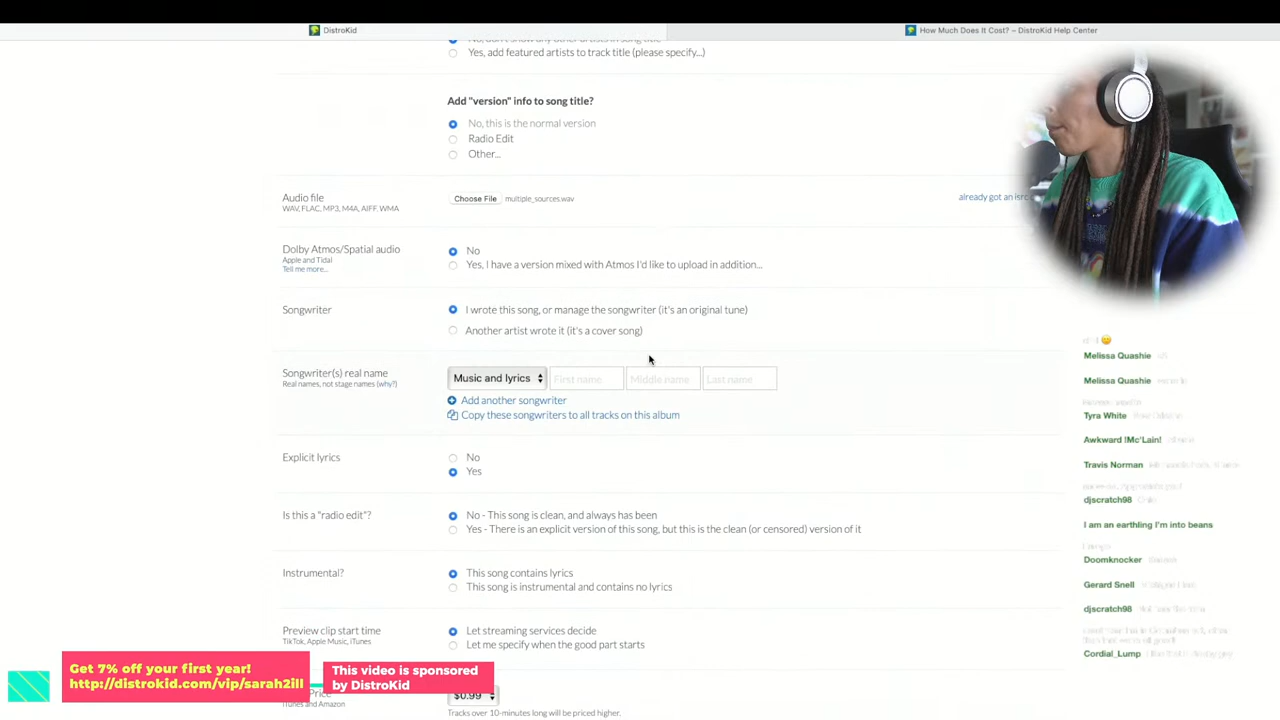 DistroKid
How Much Does It Cost? – DistroKid Help Center
Yes, add featured artists to track title (please specify...)
Add "version" info to song title?
No, this is the normal version
Radio Edit
Other...
Audio file
WAV, FLAC, MP3, M4A, AIFF, WMA
Choose File multiple_sources.wav
already got an isrc
Dolby Atmos/Spatial audio
Apple and Tidal
Tell me more...
No
Yes, I have a version mixed with Atmos I'd like to upload in addition...
Songwriter
I wrote this song, or manage the songwriter (it's an original tune)
Another artist wrote it (it's a cover song)
Songwriter(s) real name
Real names, not stage names (why?)
Music and lyrics First name Middle name Last name
Add another songwriter
Copy these songwriters to all tracks on this album
Explicit lyrics
No
Yes
Is this a "radio edit"?
No - This song is clean, and always has been
Yes - There is an explicit version of this song, but this is the clean (or censored) version of it
Instrumental?
This song contains lyrics
This song is instrumental and contains no lyrics
Preview clip start time
TikTok, Apple Music, iTunes
Let streaming services decide
Let me specify when the good part starts
Price
iTunes and Amazon
$0.99
Tracks over 10-minutes long will be priced higher.
Melissa Quashie
Melissa Quashie
Tyra White
Awkward !Mc'Lain!
Travis Norman
djscratch98
I am an earthling I'm into beans
Doomknocker
Gerard Snell
djscratch98
Cordial_Lump
Get 7% off your first year!
http://distrokid.com/vip/sarah2ill
This video is sponsored
by DistroKid